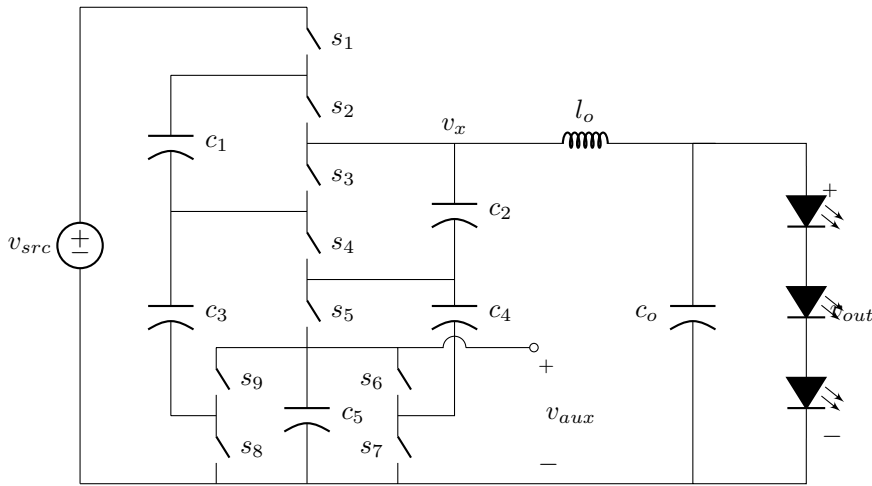 s1
s2
c1
vx
lo
s3
c2
+
s4
vsrc
+
−
c3
s5
c4
co
vout
s9
s6
+
c5
vaux
s8
s7
−
−